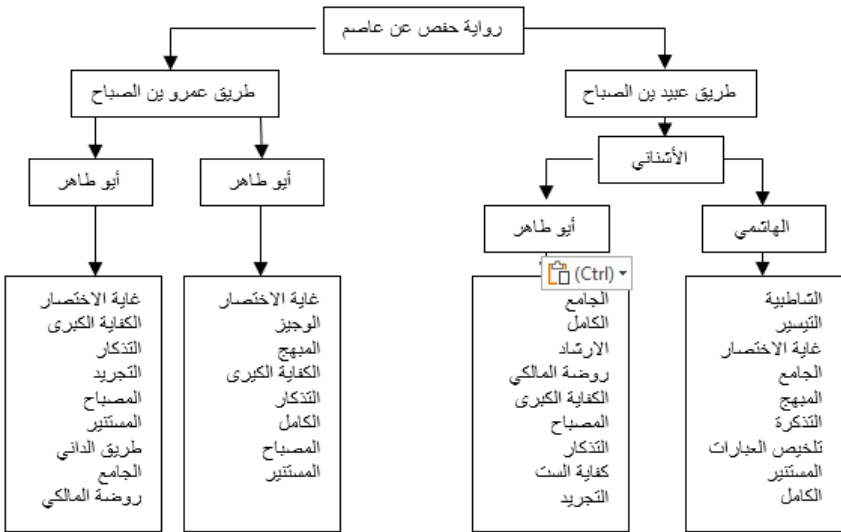 رواية حفص عن عاصم
طريق عبيد بن الصباح
طريق عمرو بن الصباح
الأشناني
الهاشمي
أبو طاهر
أبو طاهر
أبو طاهر
(Ctrl)
الشاطبية
التيسير
غاية الاختصار
الجامع
المبهج
التذكرة
تلخيص العبارات
المستنير
الكامل
الجامع
الكامل
الارشاد
روضة المالكي
الكفاية الكبرى
المصباح
التذكار
كفاية الست
التجريد
غاية الاختصار
الوجيز
المبهج
الكفاية الكبرى
التذكار
الكامل
المصباح
المستنير
غاية الاختصار
الكفاية الكبرى
التذكار
التجريد
المصباح
المستنير
طريق الداني
الجامع
روضة المالكي